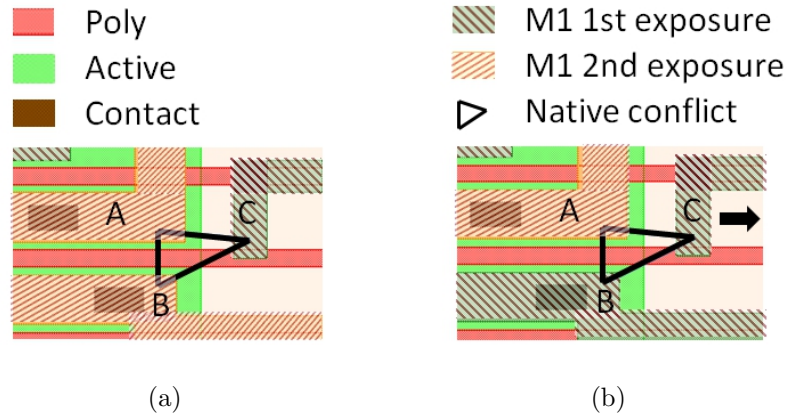 Poly
Active
Contact
M1 1st exposure
M1 2nd exposure
Native conflict
A
C
B
A
C
B
(a)
(b)